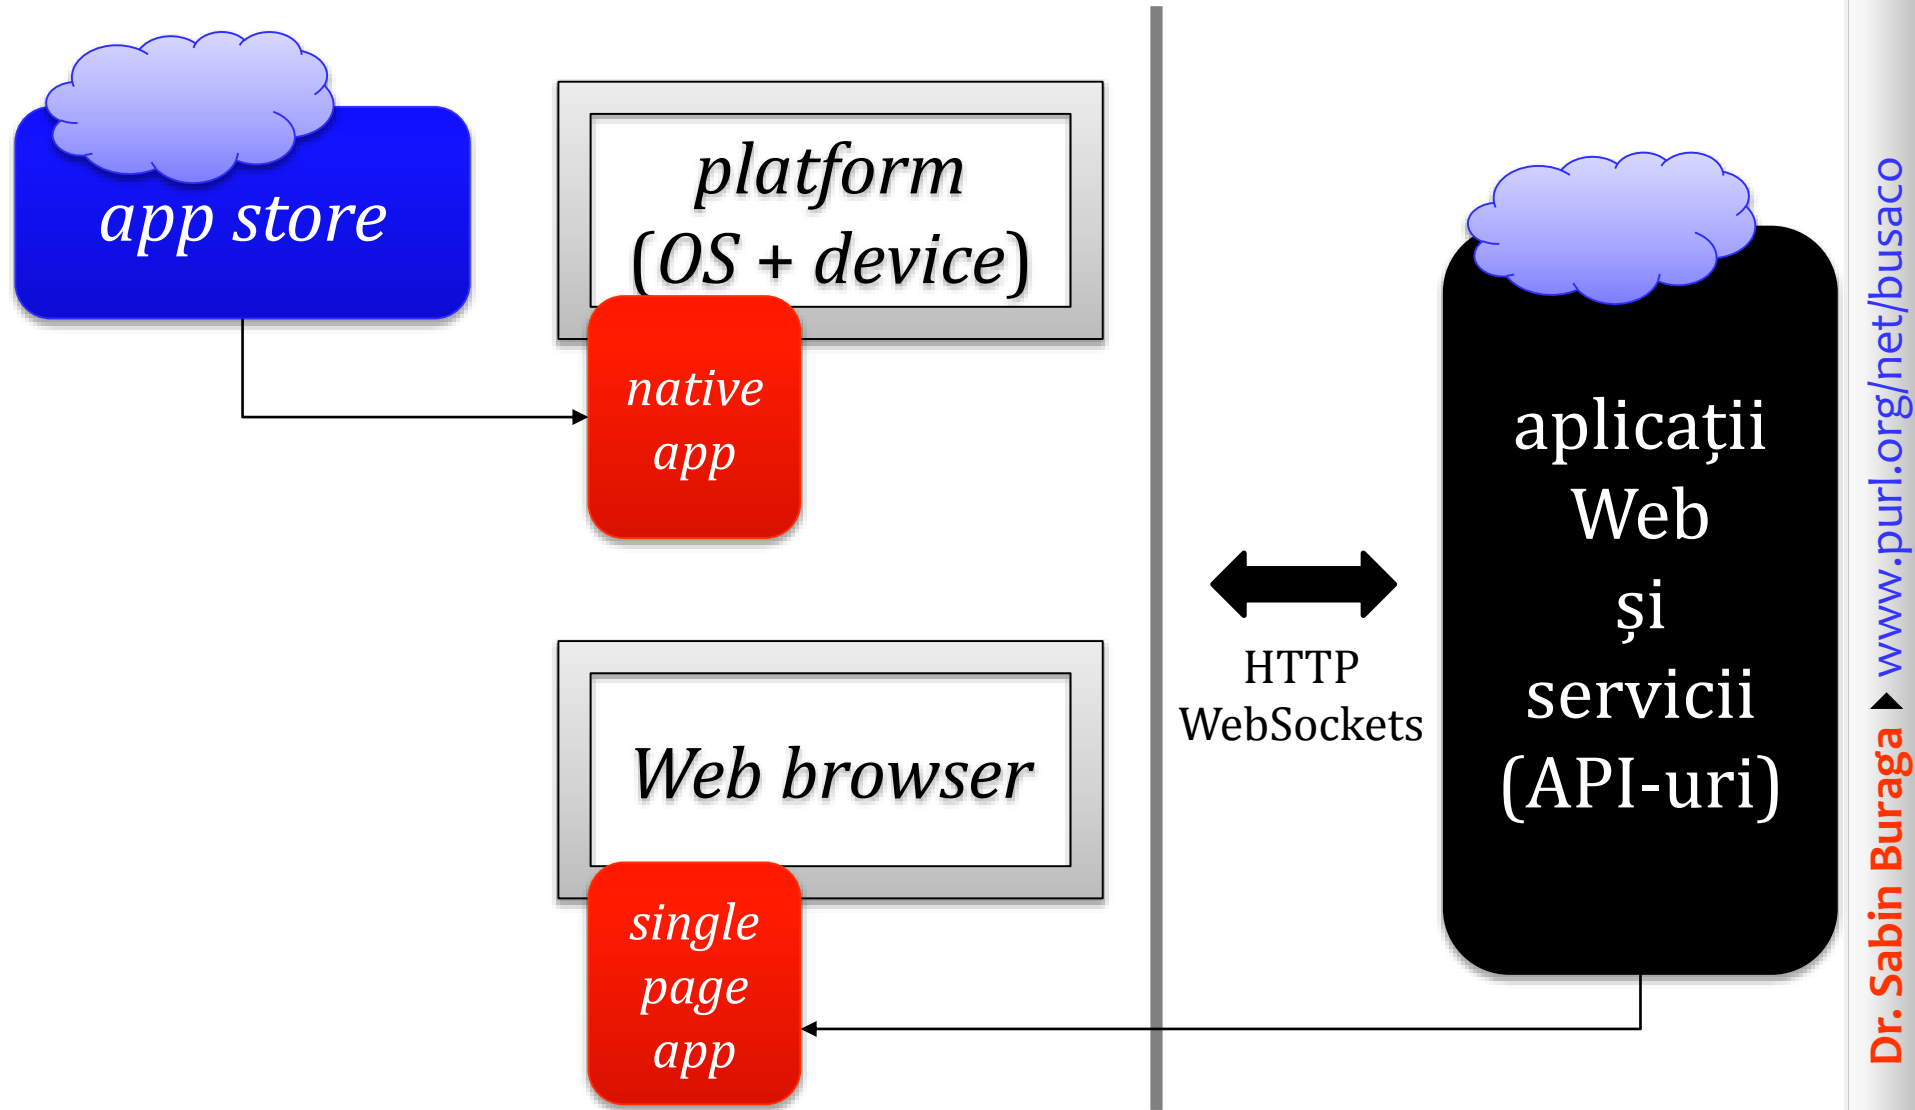 app store
platform
(OS + device)
native
app
Web browser
single
page
app
HTTP
WebSockets
aplicații
Web
și
servicii
(API-uri)
Dr. Sabin Buraga ▶ www.purl.org/net/busaco